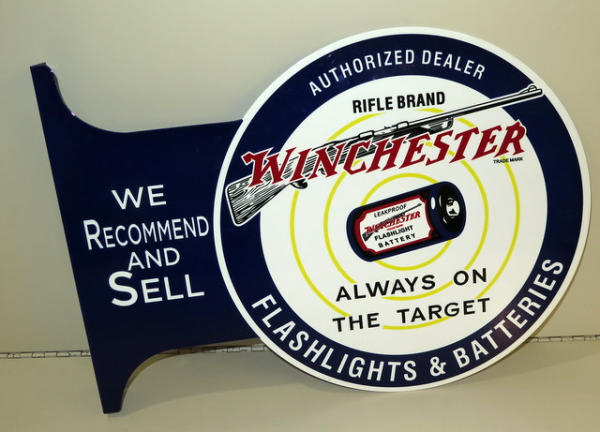 WE
RECOMMEND
AND
SELL
AUTHORIZED DEALER
RIFLE BRAND
WINCHESTER
TRADE MARK
LEAKPROOF
WINCHESTER
FLASHLIGHT
BATTERY
ALWAYS ON
THE TARGET
FLASHLIGHTS & BATTERIES